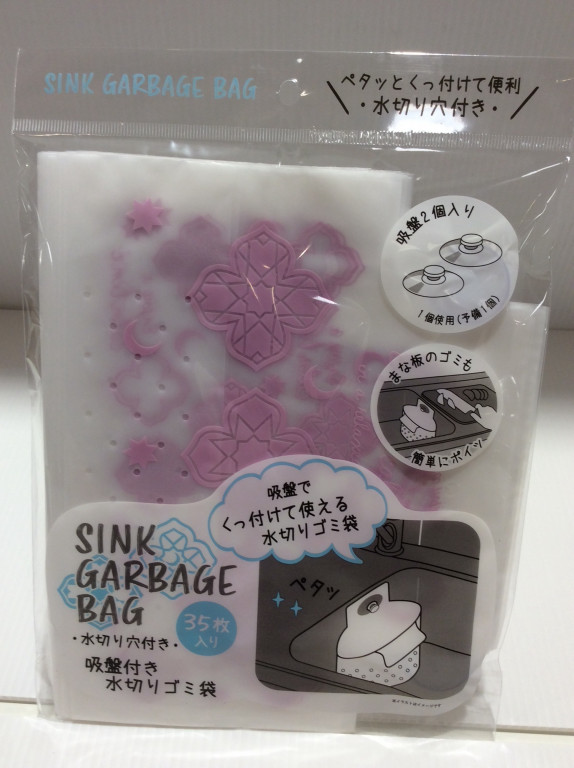 SINK GARBAGE BAG
ペタッとくっ付けて便利
・水切り穴付き・
吸盤2個入り
1個使用(予備1個)
まな板のゴミも
簡単にポイッ
吸盤で
くっ付けて使える
水切りゴミ袋
SINK
GARBAGE
BAG
35枚
入り
・水切り穴付き・
吸盤付き
水切りゴミ袋
ペタッ